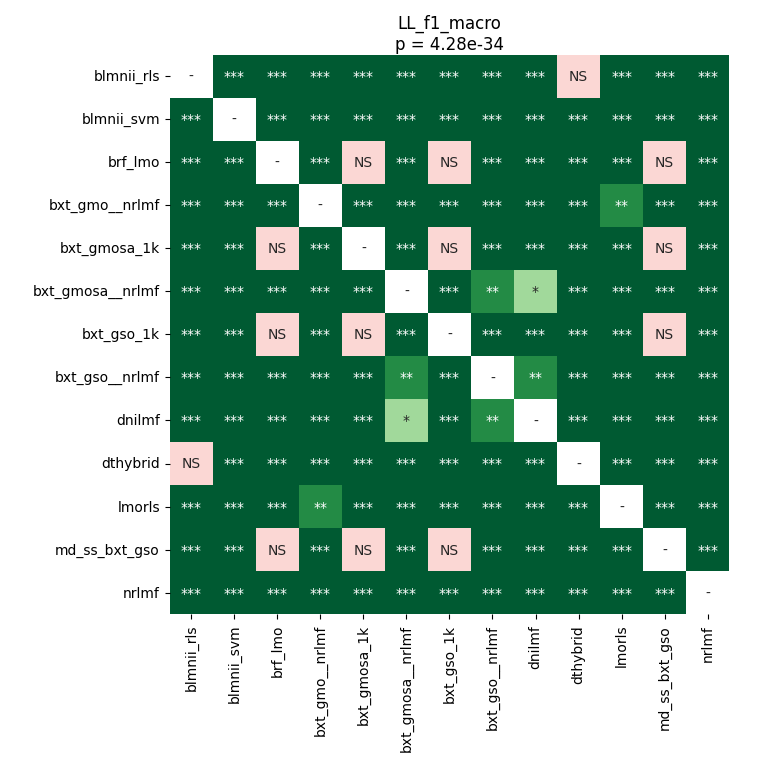 LL_f1_macro
p = 4.28e-34
blmnii_rls - *** *** *** *** *** *** *** *** NS *** *** ***
blmnii_svm *** - *** *** *** *** *** *** *** *** *** *** ***
brf_lmo *** *** - *** NS *** NS *** *** *** *** NS ***
bxt_gmo__nrlmf *** *** *** - *** *** *** *** *** *** ** *** ***
bxt_gmosa_1k *** *** NS *** - *** NS *** *** *** *** NS ***
bxt_gmosa__nrlmf *** *** *** *** *** - *** ** * *** *** *** ***
bxt_gso_1k *** *** NS *** NS *** - *** *** *** *** NS ***
bxt_gso__nrlmf *** *** *** *** *** ** *** - ** *** *** *** ***
dnilmf *** *** *** *** *** * *** ** - *** *** *** ***
dthybrid NS *** *** *** *** *** *** *** *** - *** *** ***
lmorls *** *** *** ** *** *** *** *** *** *** - *** ***
md_ss_bxt_gso *** *** NS *** NS *** NS *** *** *** *** - ***
nrlmf *** *** *** *** *** *** *** *** *** *** *** *** -
blmnii_rls
blmnii_svm
brf_lmo
bxt_gmo__nrlmf
bxt_gmosa_1k
bxt_gmosa__nrlmf
bxt_gso_1k
bxt_gso__nrlmf
dnilmf
dthybrid
lmorls
md_ss_bxt_gso
nrlmf